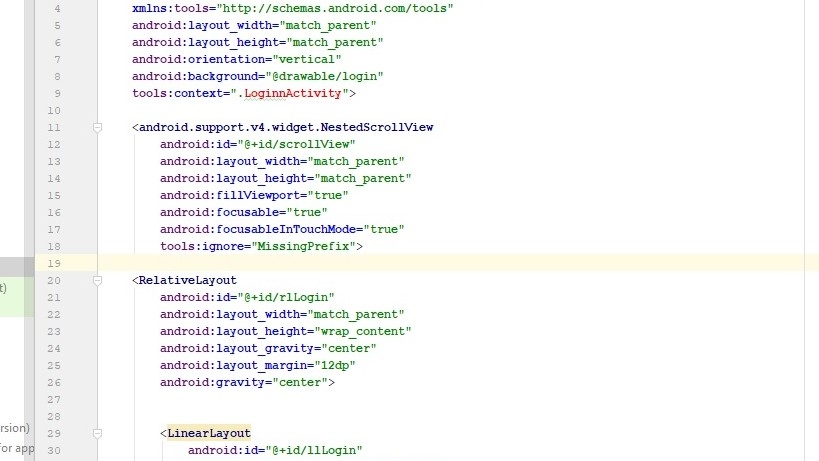 4 xmlns:tools="http://schemas.android.com/tools"
5 android:layout_width="match_parent"
6 android:layout_height="match_parent"
7 android:orientation="vertical"
8 android:background="@drawable/login"
9 tools:context=".LoginnActivity">
10
11 <android.support.v4.widget.NestedScrollView
12 android:id="@+id/scrollView"
13 android:layout_width="match_parent"
14 android:layout_height="match_parent"
15 android:fillViewport="true"
16 android:focusable="true"
17 android:focusableInTouchMode="true"
18 tools:ignore="MissingPrefix">
19
20 <RelativeLayout
t)
21 android:id="@+id/rlLogin"
22 android:layout_width="match_parent"
23 android:layout_height="wrap_content"
24 android:layout_gravity="center"
25 android:layout_margin="12dp"
26 android:gravity="center">
27
28
rsion)
29 <LinearLayout
for app
30 android:id="@+id/llLogin"